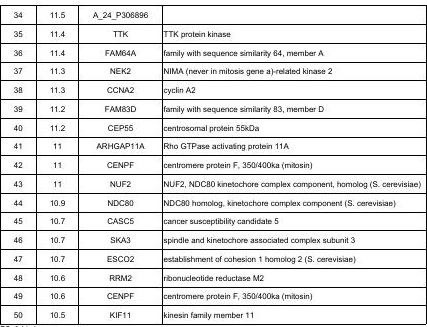 34 11.5 A_24_P306896
35 11.4 TTK TTK protein kinase
36 11.4 FAM64A family with sequence similarity 64, member A
37 11.3 NEK2 NIMA (never in mitosis gene a)-related kinase 2
38 11.3 CCNA2 cyclin A2
39 11.2 FAM83D family with sequence similarity 83, member D
40 11.2 CEP55 centrosomal protein 55kDa
41 11 ARHGAP11A Rho GTPase activating protein 11A
42 11 CENPF centromere protein F, 350/400ka (mitosin)
43 11 NUF2 NUF2, NDC80 kinetochore complex component, homolog (S. cerevisiae)
44 10.9 NDC80 NDC80 homolog, kinetochore complex component (S. cerevisiae)
45 10.7 CASC5 cancer susceptibility candidate 5
46 10.7 SKA3 spindle and kinetochore associated complex subunit 3
47 10.7 ESCO2 establishment of cohesion 1 homolog 2 (S. cerevisiae)
48 10.6 RRM2 ribonucleotide reductase M2
49 10.6 CENPF centromere protein F, 350/400ka (mitosin)
50 10.5 KIF11 kinesin family member 11